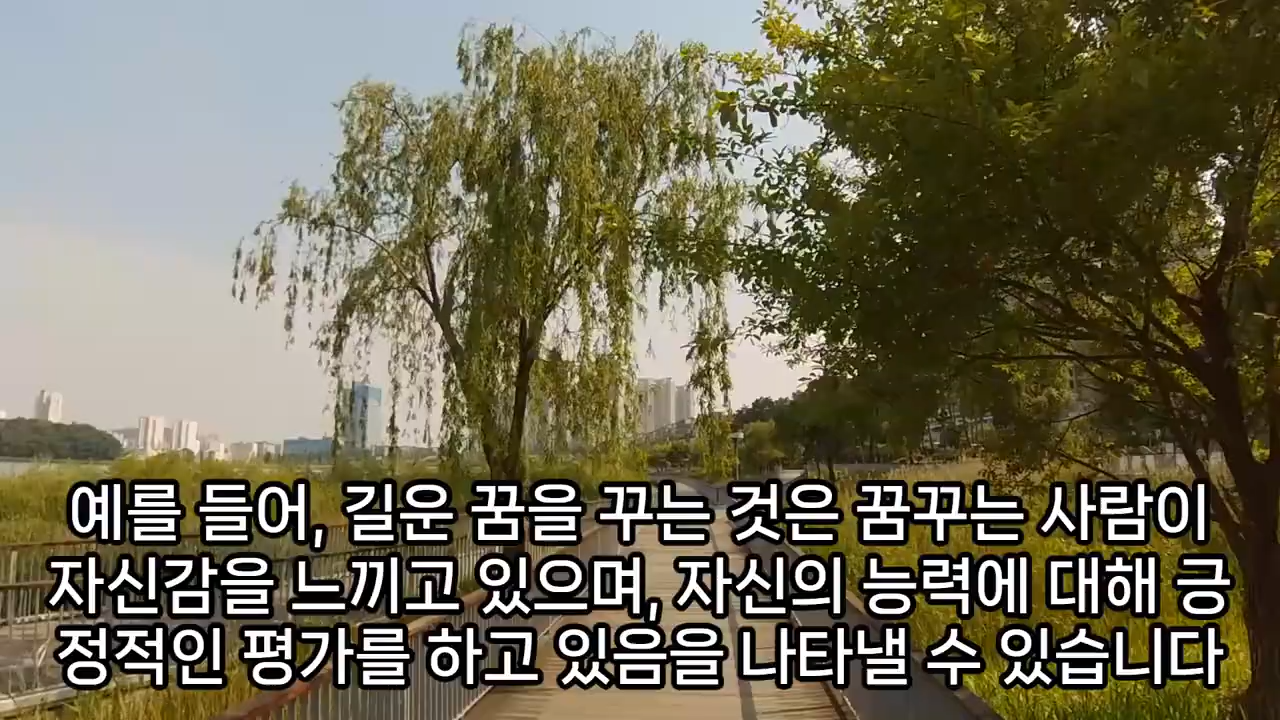 예를 들어, 길운 꿈을 꾸는 것은 꿈꾸는 사람이
자신감을 느끼고 있으며, 자신의 능력에 대해 긍
정적인 평가를 하고 있음을 나타낼 수 있습니다